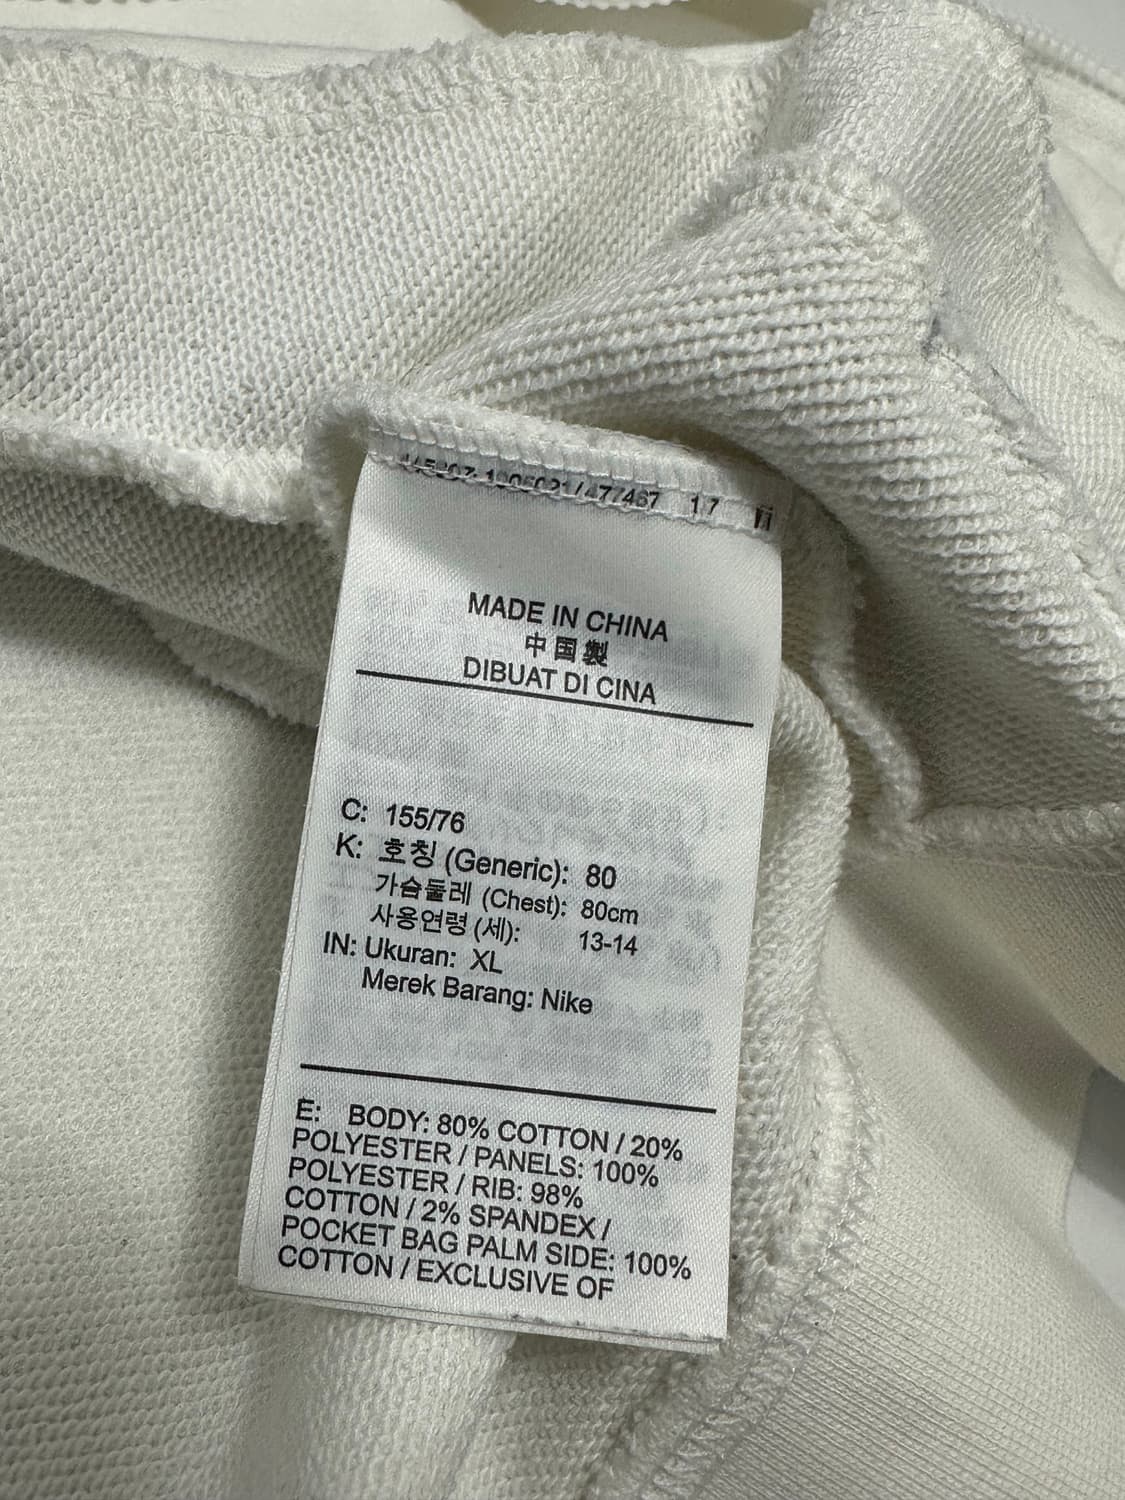 17
MADE IN CHINA
中国製
DIBUAT DI CINA
C: 155/76
K: 호칭 (Generic): 80
가슴둘레 (Chest): 80cm
사용연령 (세): 13-14
IN: Ukuran: XL
Merek Barang: Nike
E: BODY: 80% COTTON / 20%
POLYESTER / PANELS: 100%
POLYESTER / RIB: 98%
COTTON / 2% SPANDEX /
POCKET BAG PALM SIDE: 100%
COTTON / EXCLUSIVE OF